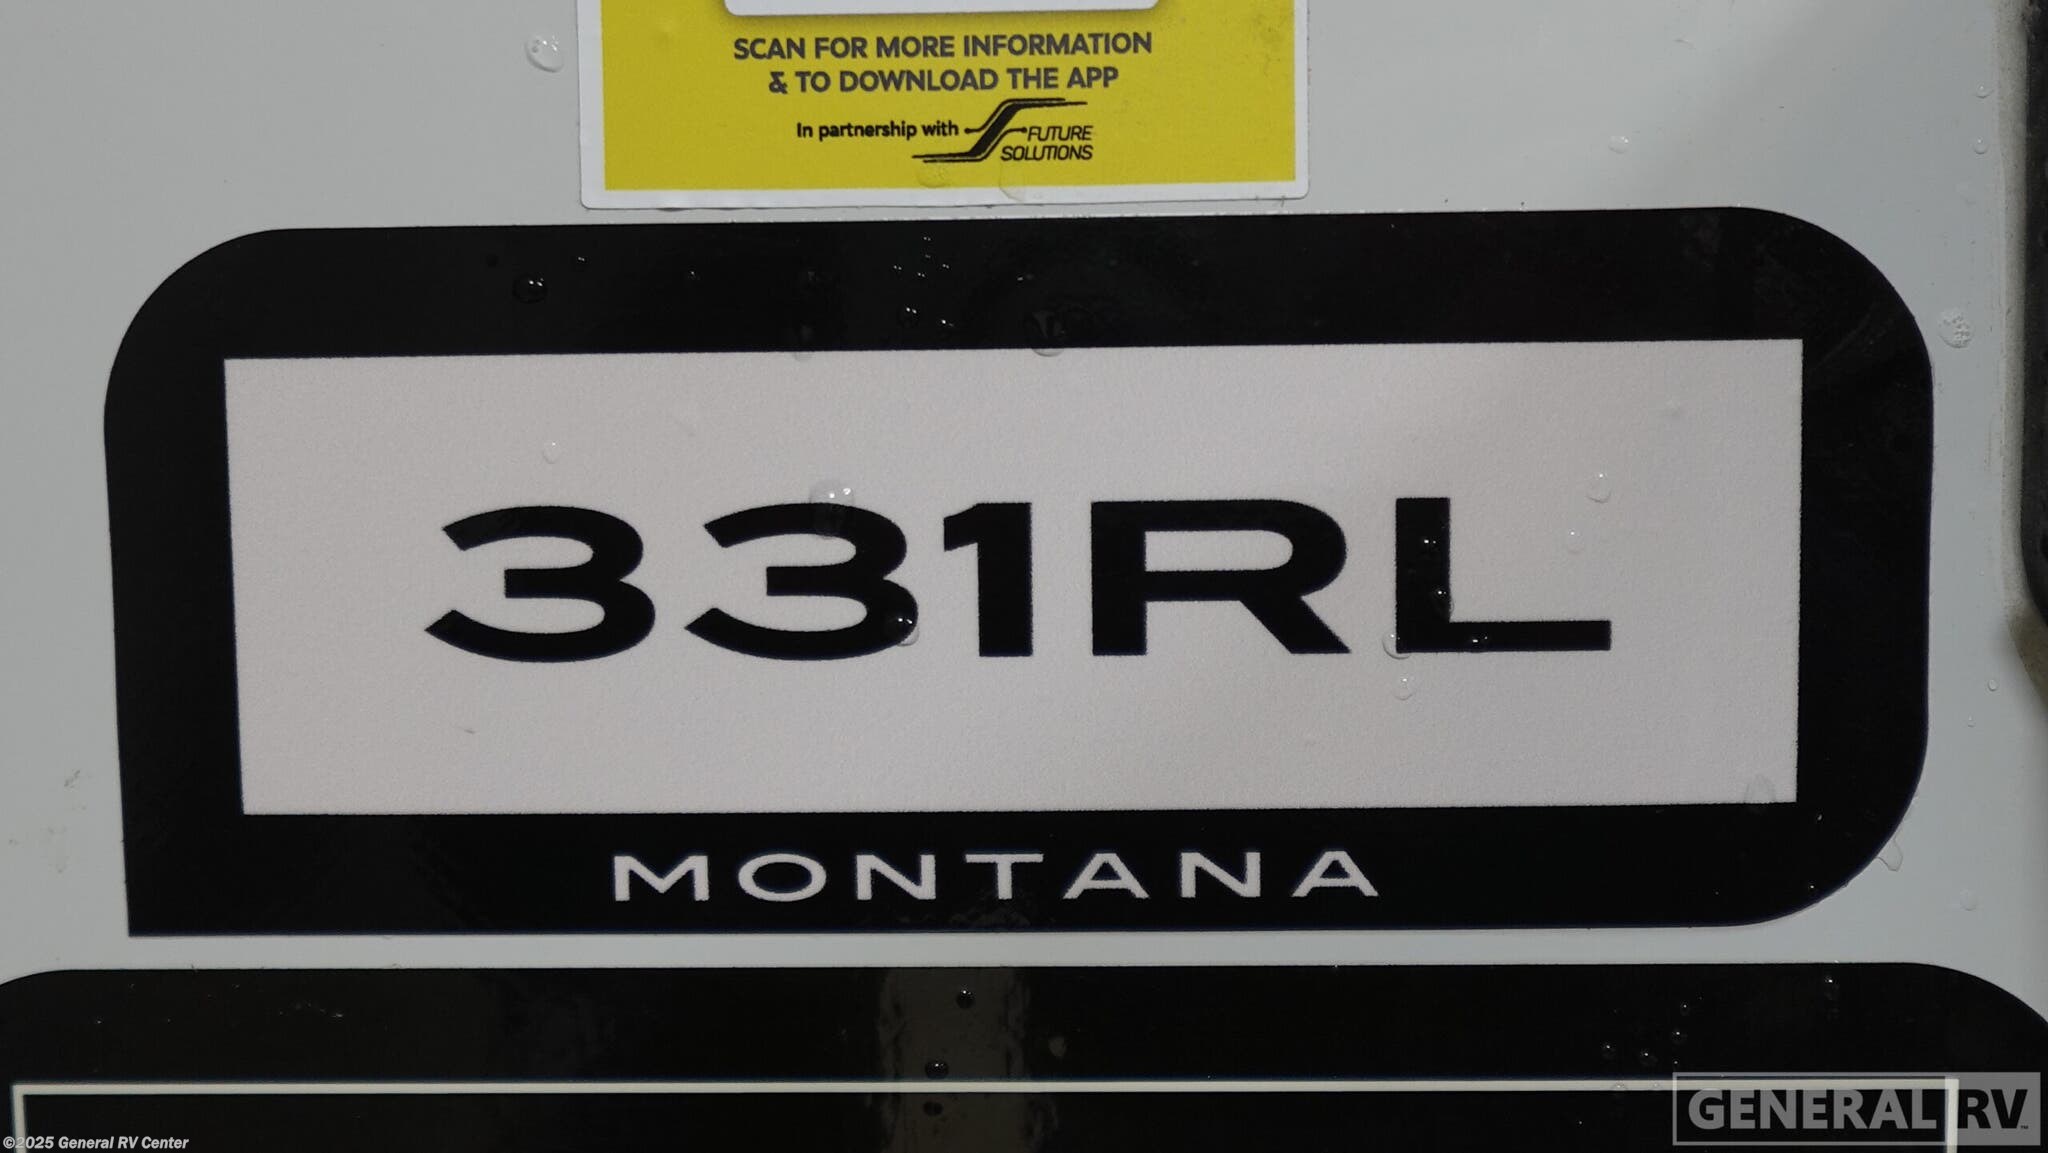 SCAN FOR MORE INFORMATION
& TO DOWNLOAD THE APP
In partnership with FUTURE
SOLUTIONS
331RL
MONTANA
GENERAL RV™
©2025 General RV Center